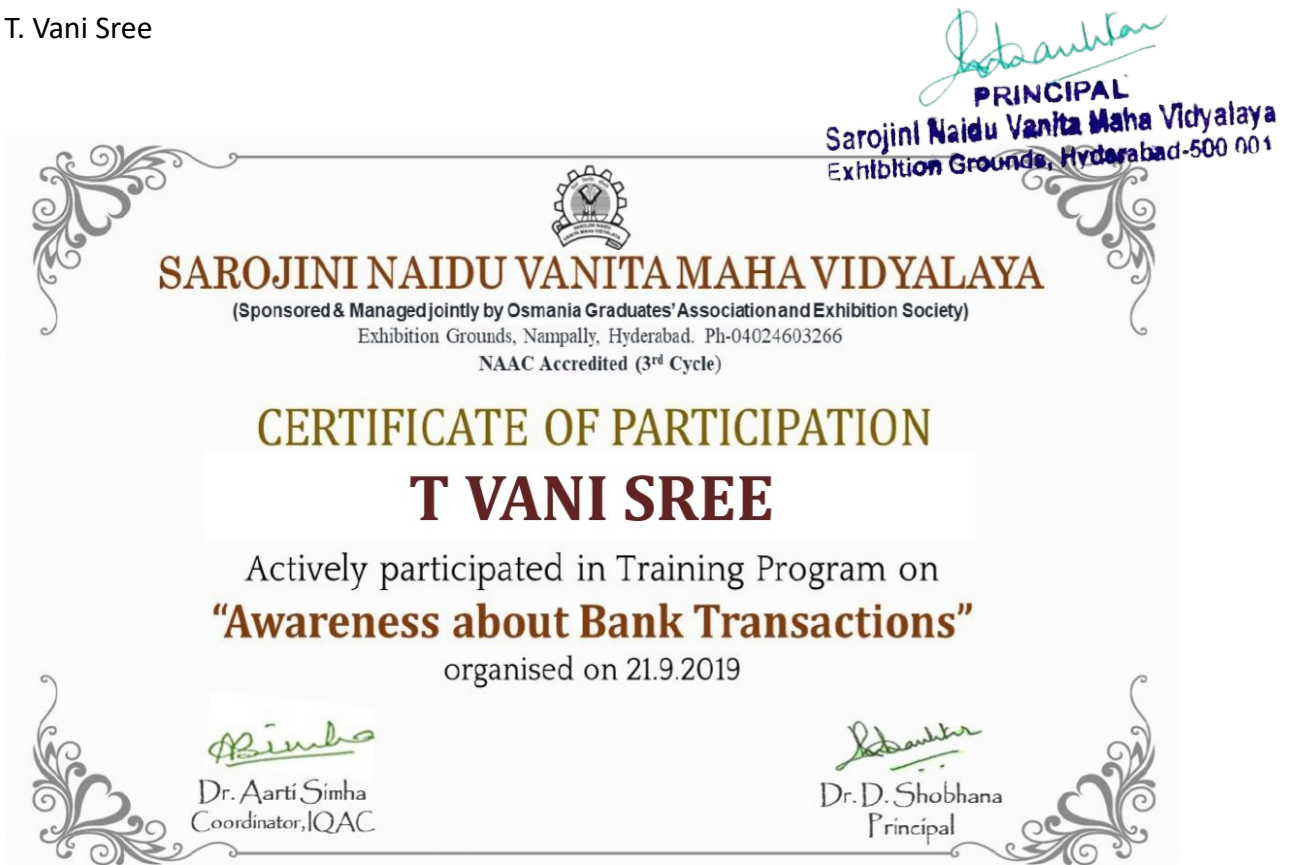 T. Vani Sree
PRINCIPAL
Sarojini Naidu Vanita Maha Vidyalaya
Exhibition Grounds, Hyderabad-500 001
SAROJINI NAIDU VANITA MAHA VIDYALAYA
(Sponsored & Managed jointly by Osmania Graduates' Association and Exhibition Society)
Exhibition Grounds, Nampally, Hyderabad. Ph-04024603266
NAAC Accredited (3rd Cycle)
CERTIFICATE OF PARTICIPATION
T VANI SREE
Actively participated in Training Program on
“Awareness about Bank Transactions”
organised on 21.9.2019
Dr. Aarti Simha
Coordinator, IQAC
Dr. D. Shobhana
Principal